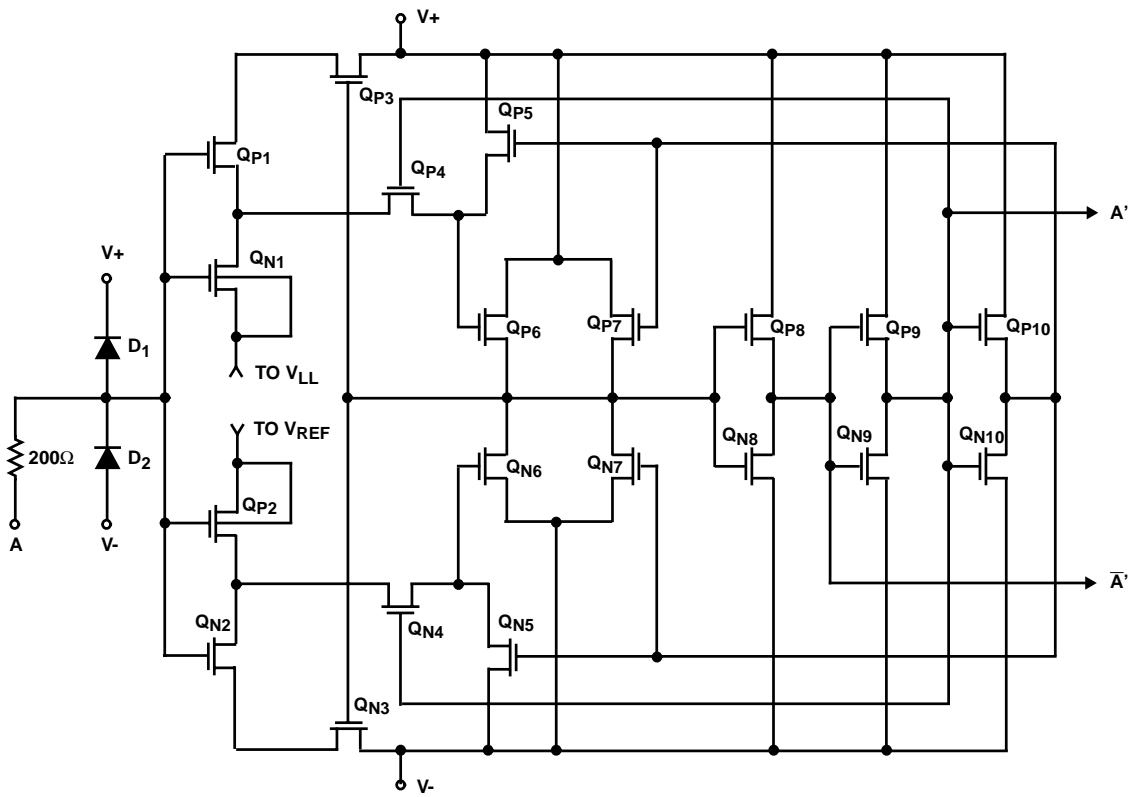 V+
QP3
QP5
QP1
QP4
A’
V+
QN1
QP6
QP7
QP8
QP9
QP10
D1
TO VLL
TO VREF
200Ω
D2
QN6
QN7
QN8
QN9
QN10
QP2
A
V-
A̅’
QN2
QN4
QN5
QN3
V-